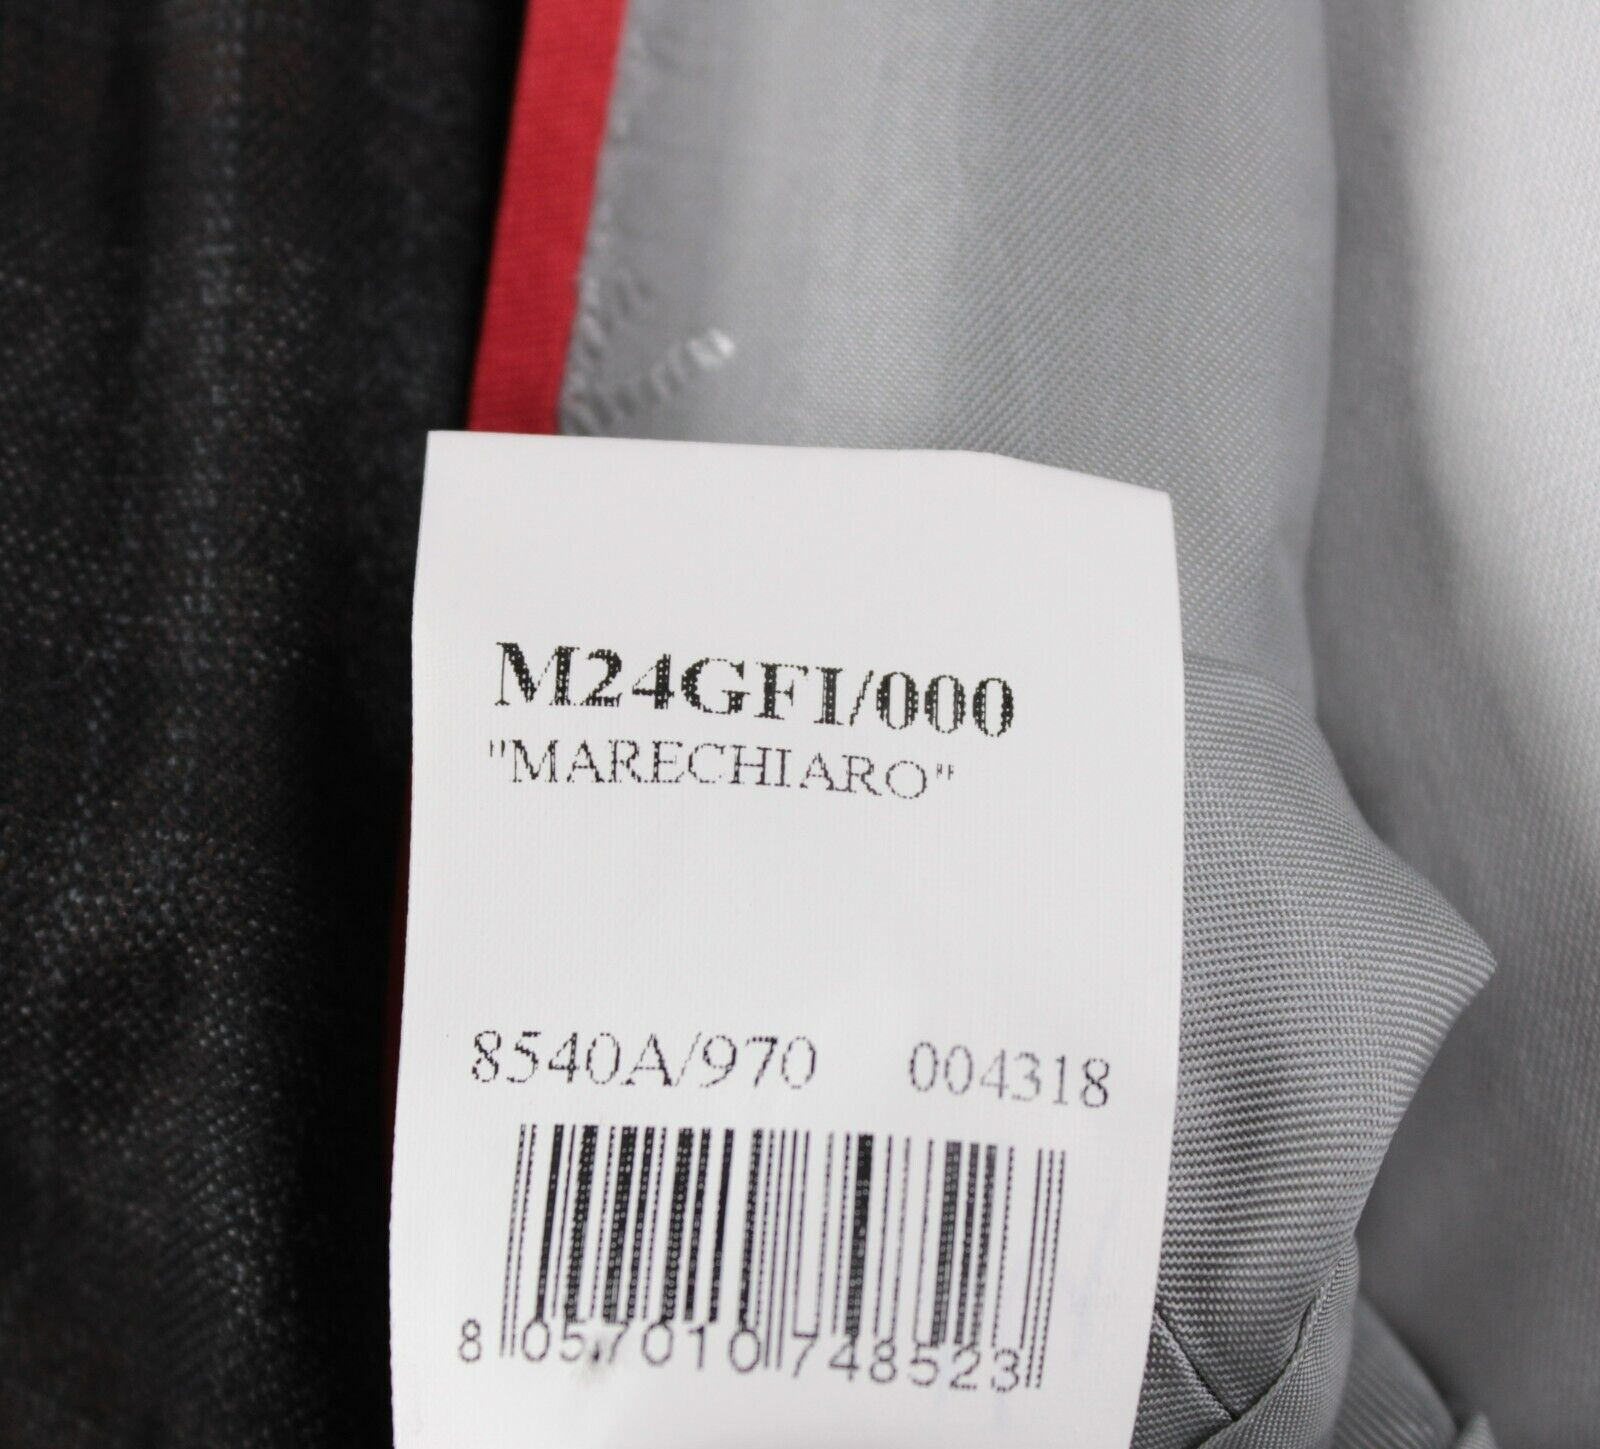 M24GFI/000
"MARECHIARO"
8540A/970 004318
8 057010 748523